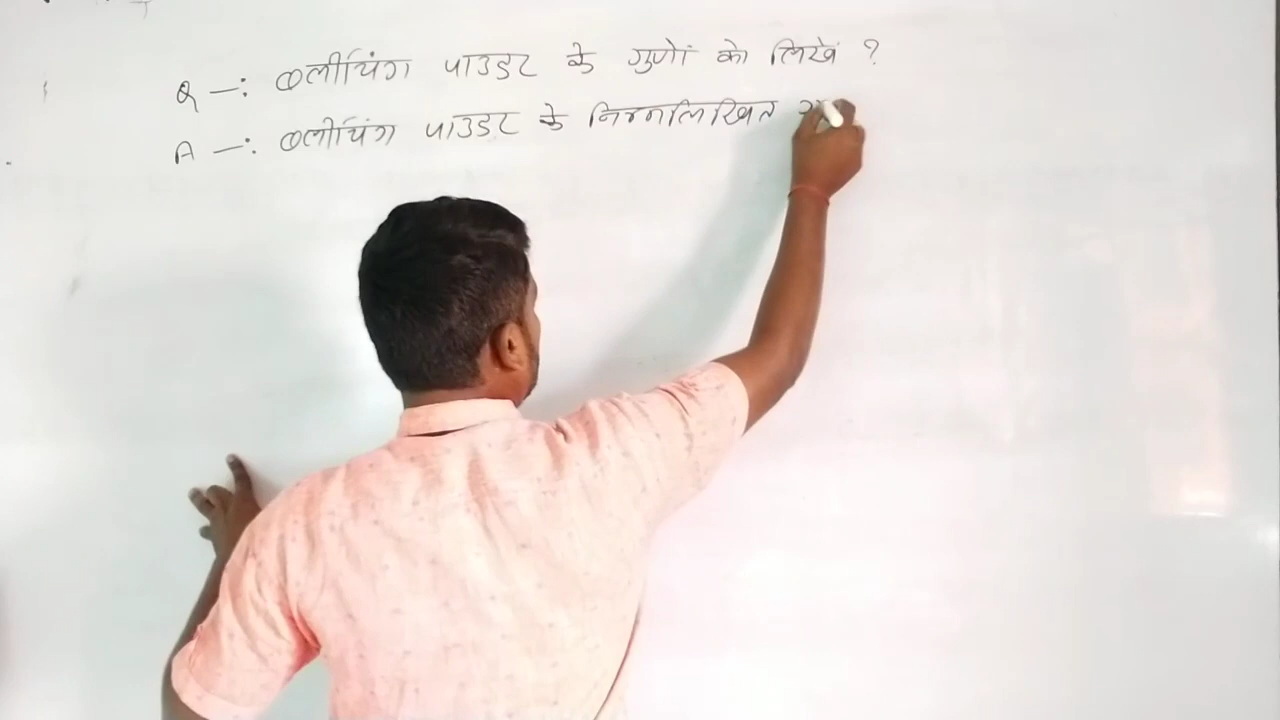 Q -: ब्लीचिंग पाउडर के गुणों को लिखें ?
A -: ब्लीचिंग पाउडर के निम्नलिखित